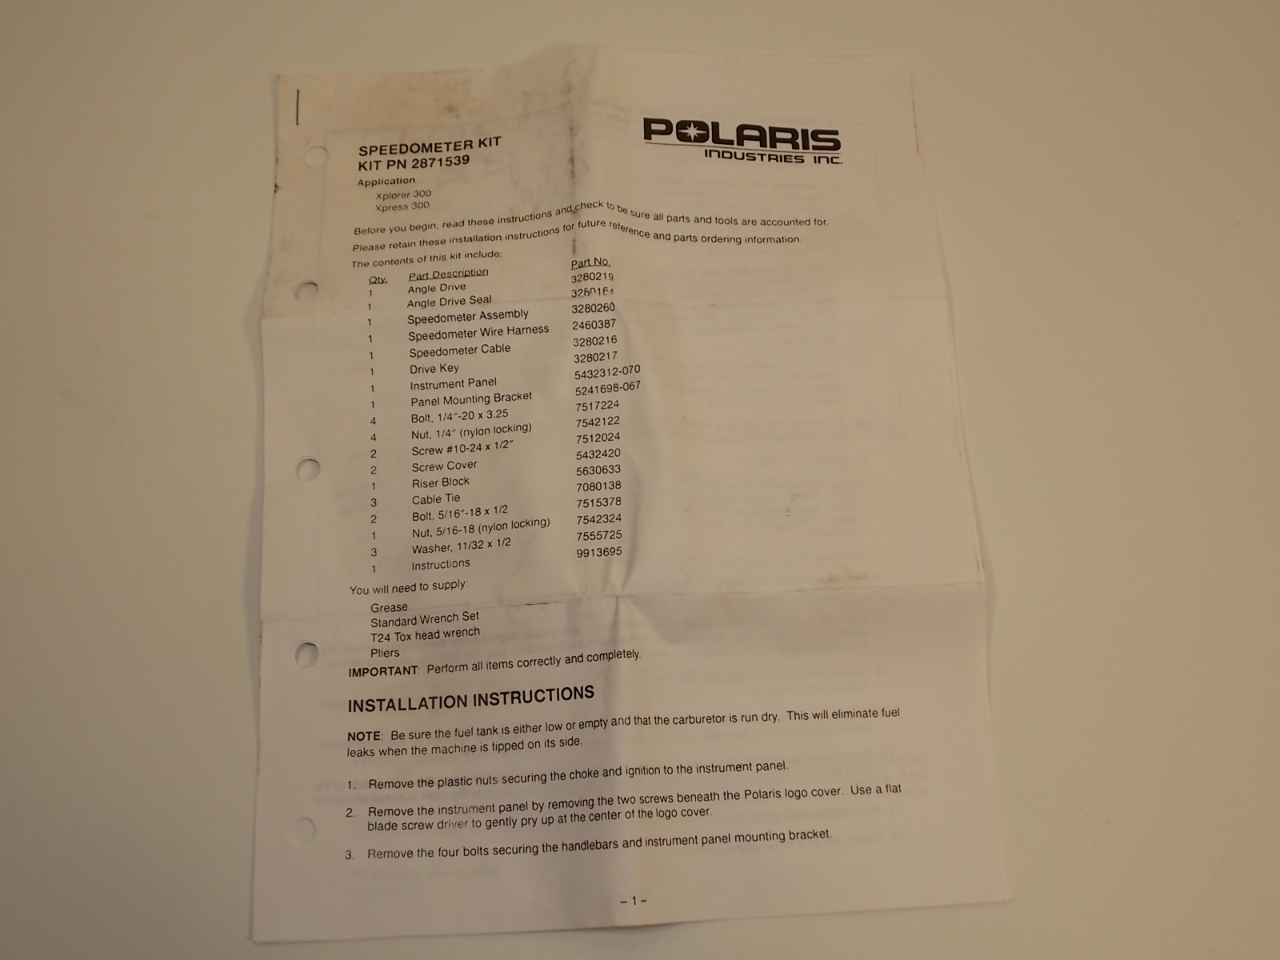 POLARIS
INDUSTRIES INC.
SPEEDOMETER KIT
KIT PN 2871539
Application
Xplorer 300
Xpress 300
Before you begin, read these instructions and check to be sure all parts and tools are accounted for.
Please retain these installation instructions for future reference and parts ordering information.
The contents of this kit include:
Qty. Part Description Part No.
1 Angle Drive 3280219
1 Angle Drive Seal
1 Speedometer Assembly 3280260
1 Speedometer Wire Harness 2460387
1 Speedometer Cable 3280216
1 Drive Key 3280217
1 Instrument Panel 5432312-070
1 Panel Mounting Bracket 5241698-067
4 Bolt, 1/4"-20 x 3.25 7517224
4 Nut, 1/4" (nylon locking) 7542122
2 Screw #10-24 x 1/2" 7512024
2 Screw Cover 5432420
1 Riser Block 5630633
3 Cable Tie 7080138
2 Bolt, 5/16"-18 x 1/2 7515378
1 Nut, 5/16-18 (nylon locking) 7542324
3 Washer, 11/32 x 1/2 7555725
1 Instructions 9913695
You will need to supply:
Grease
Standard Wrench Set
T24 Tox head wrench
Pliers
IMPORTANT: Perform all items correctly and completely.
INSTALLATION INSTRUCTIONS
NOTE: Be sure the fuel tank is either low or empty and that the carburetor is run dry. This will eliminate fuel
leaks when the machine is tipped on its side.
1. Remove the plastic nuts securing the choke and ignition to the instrument panel.
2. Remove the instrument panel by removing the two screws beneath the Polaris logo cover. Use a flat
blade screw driver to gently pry up at the center of the logo cover.
3. Remove the four bolts securing the handlebars and instrument panel mounting bracket.
– 1 –